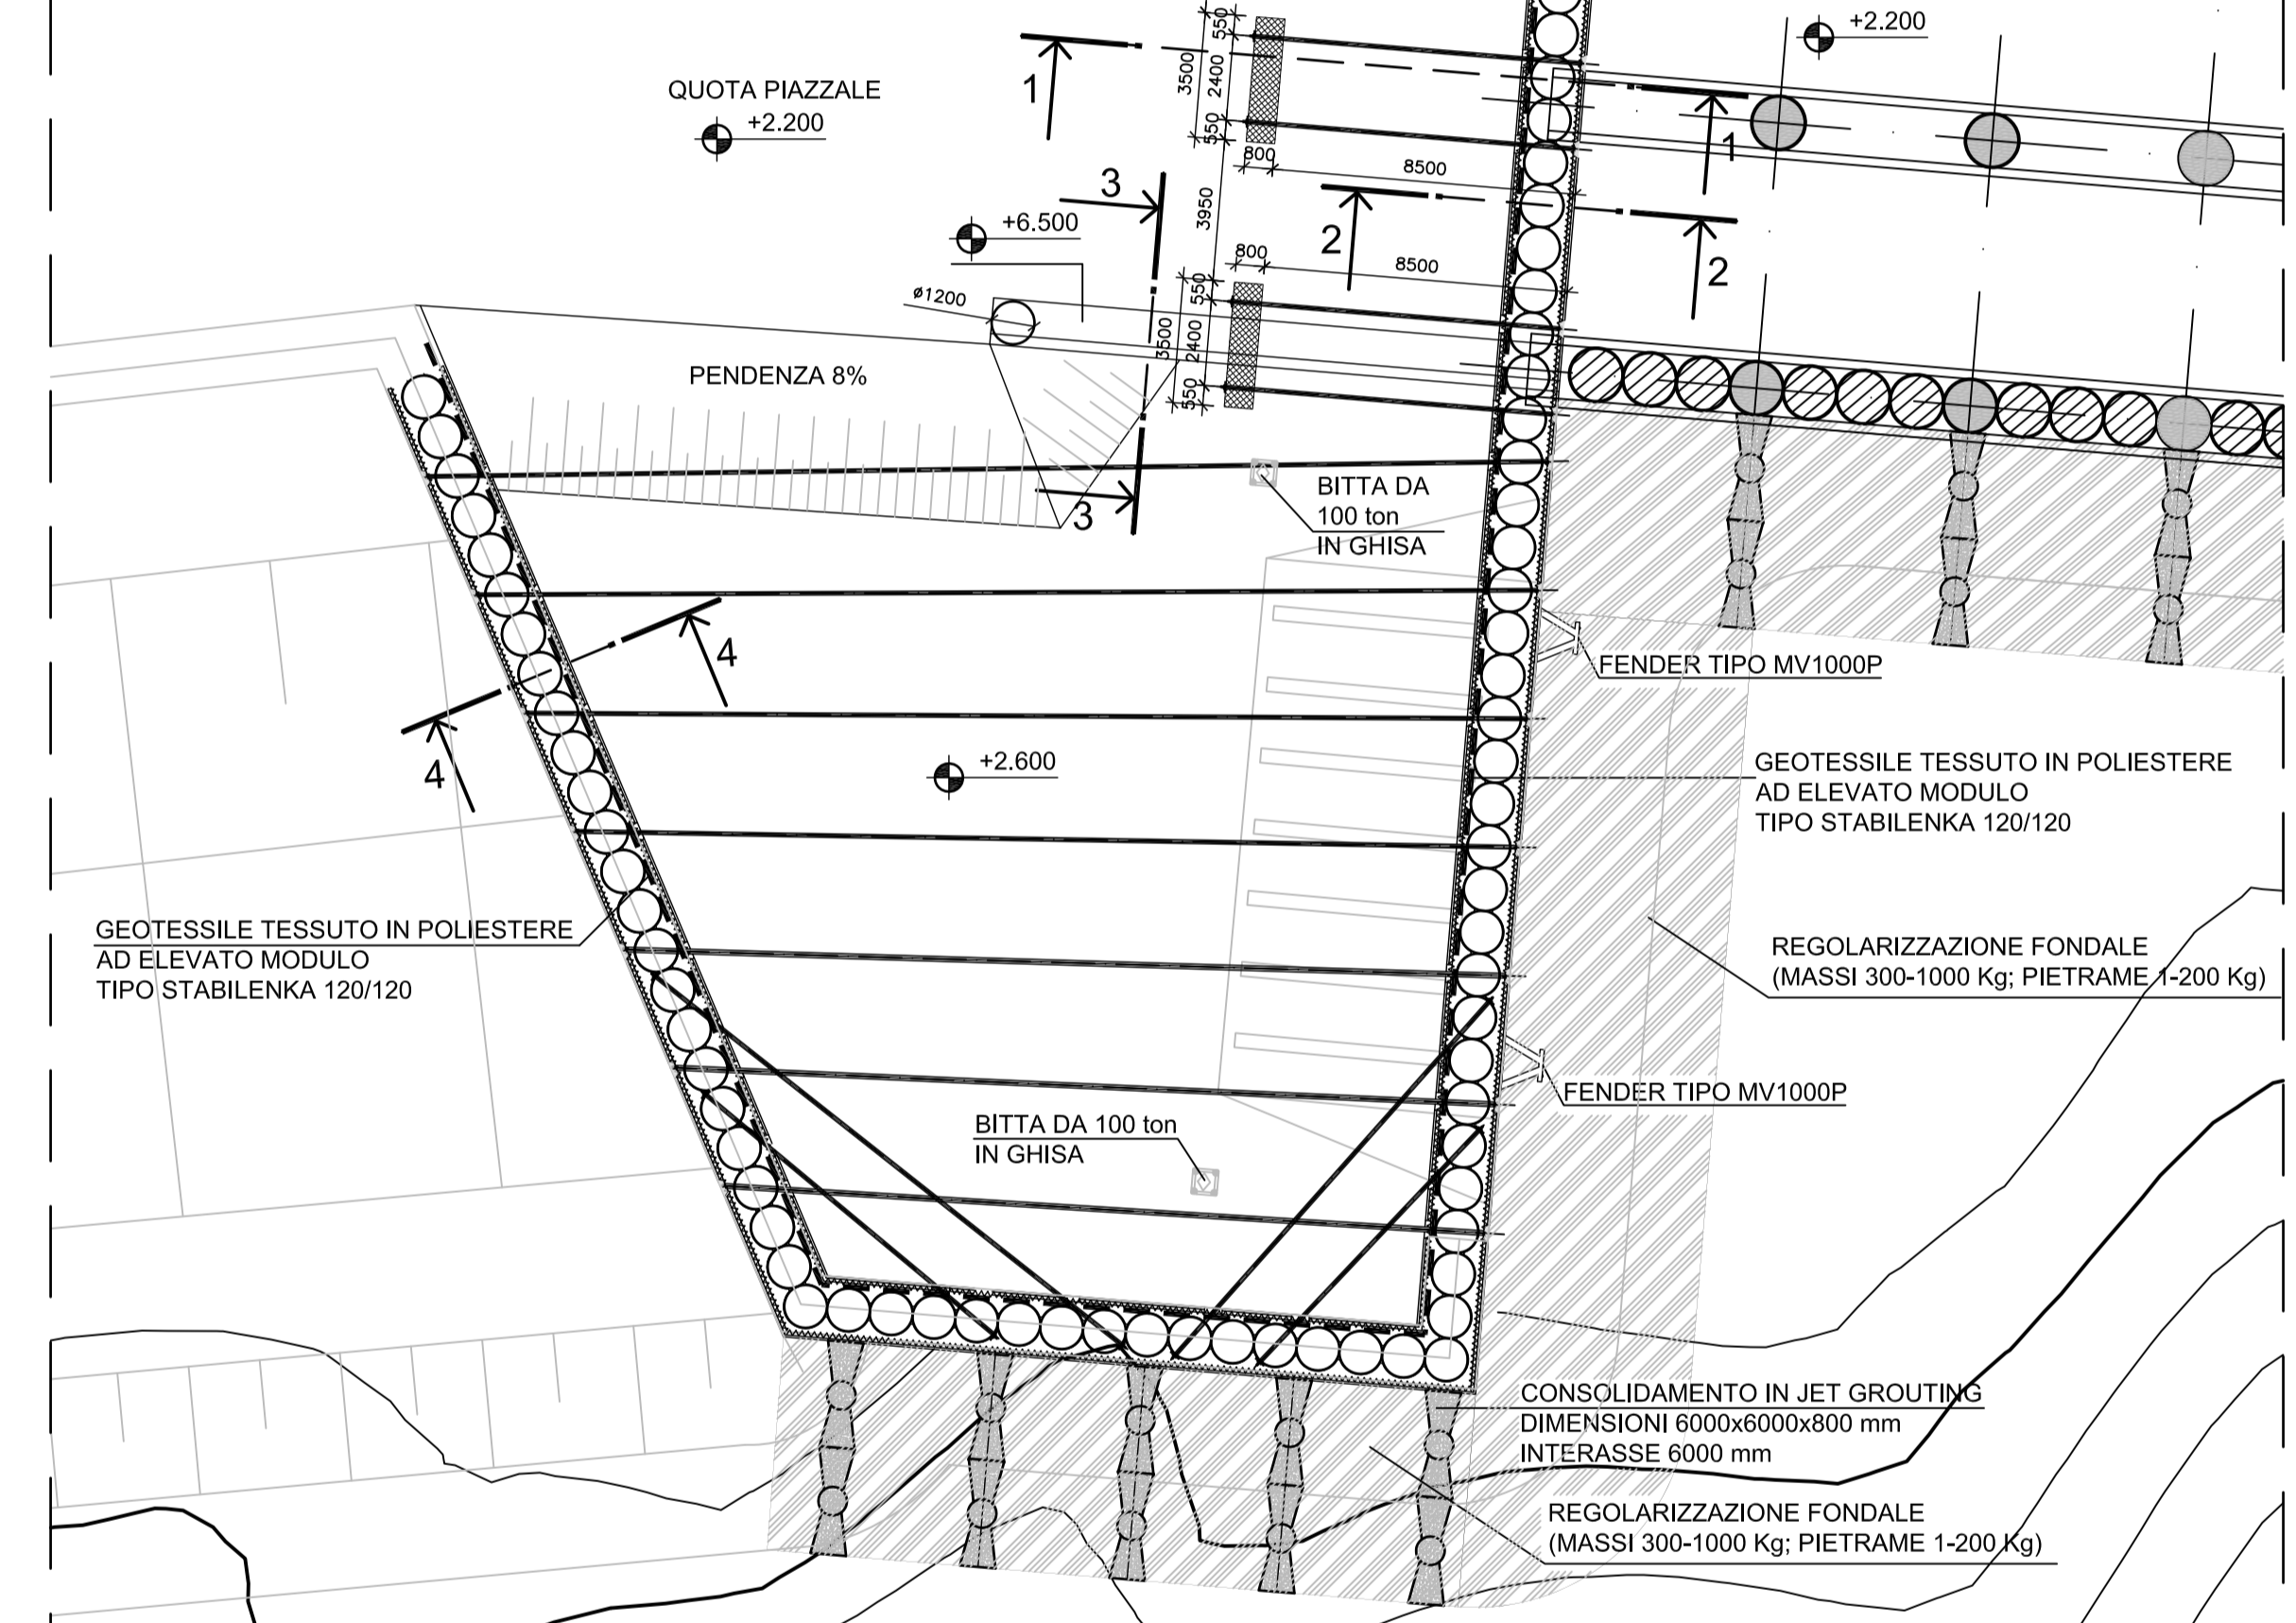 +2.200
550
3500
2400
550
1
QUOTA PIAZZALE
+2.200
1
800
8500
3
3950
2
2
+6.500
800
8500
ø1200
550
3500
2400
550
PENDENZA 8%
3
BITTA DA
100 ton
IN GHISA
4
4
FENDER TIPO MV1000P
+2.600
GEOTESSILE TESSUTO IN POLIESTERE
AD ELEVATO MODULO
TIPO STABILENKA 120/120
GEOTESSILE TESSUTO IN POLIESTERE
AD ELEVATO MODULO
TIPO STABILENKA 120/120
REGOLARIZZAZIONE FONDALE
(MASSI 300-1000 Kg; PIETRAME 1-200 Kg)
FENDER TIPO MV1000P
BITTA DA 100 ton
IN GHISA
CONSOLIDAMENTO IN JET GROUTING
DIMENSIONI 6000x6000x800 mm
INTERASSE 6000 mm
REGOLARIZZAZIONE FONDALE
(MASSI 300-1000 Kg; PIETRAME 1-200 Kg)